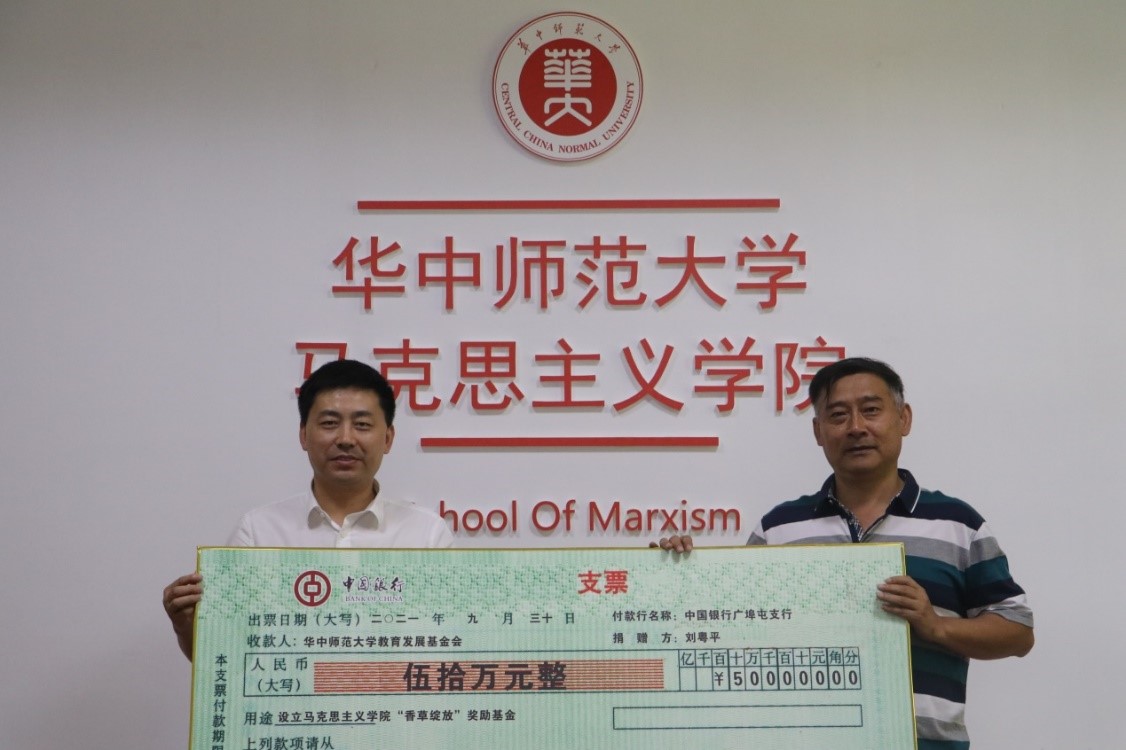 華中師範大學
華大
CENTRAL CHINA NORMAL UNIVERSITY
华中师范大学
马克思主义学院
hool Of Marxism
中国银行
BANK OF CHINA
支票
出票日期（大写）二〇二一 年 九 月 三十 日
付款行名称：中国银行广埠屯支行
收款人：华中师范大学教育发展基金会
捐 赠 方：刘粤平
人民币
（大写）
伍拾万元整
亿千百十万千百十元角分
¥50000000
用途 设立马克思主义学院“香草绽放”奖励基金
上列款项请从
本支票付款期限